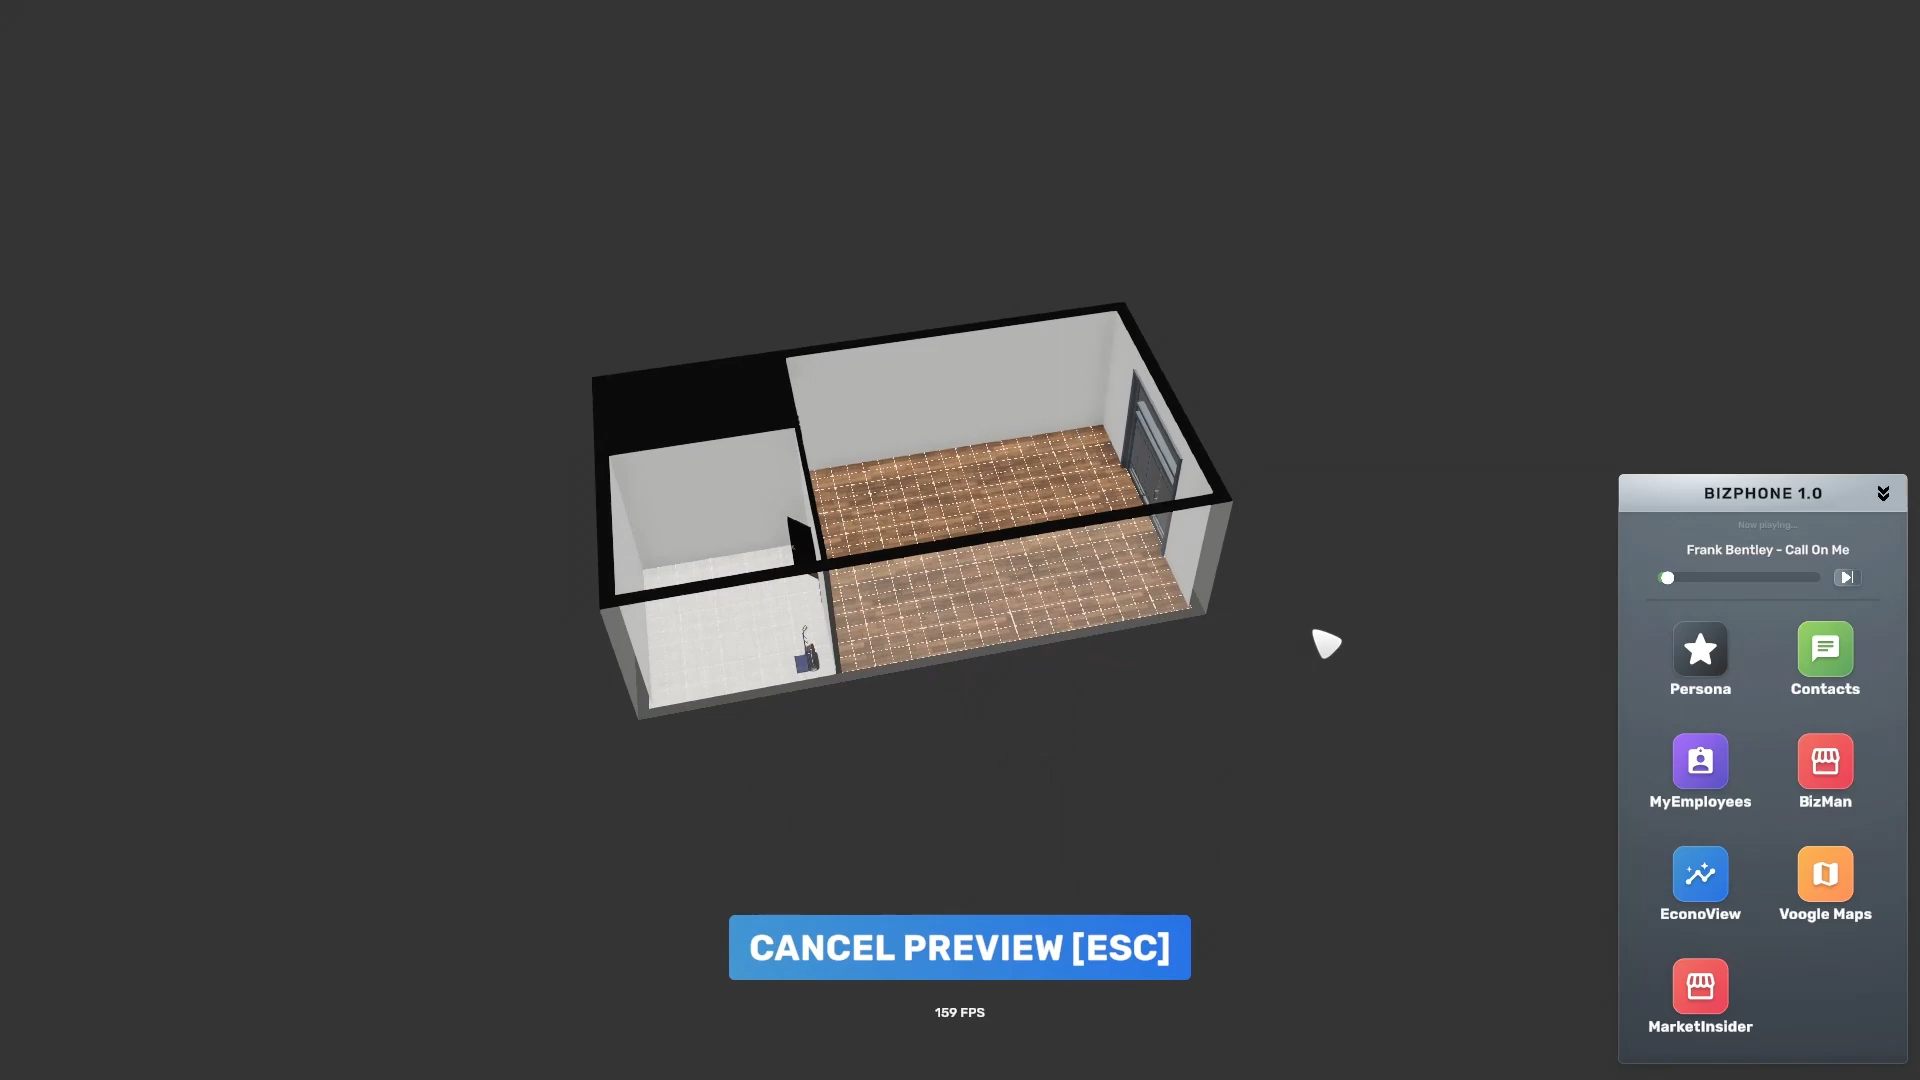 BIZPHONE 1.0
Now playing...
Frank Bentley - Call On Me
Persona
Contacts
MyEmployees
BizMan
EconoView
Voogle Maps
MarketInsider
CANCEL PREVIEW [ESC]
159 FPS